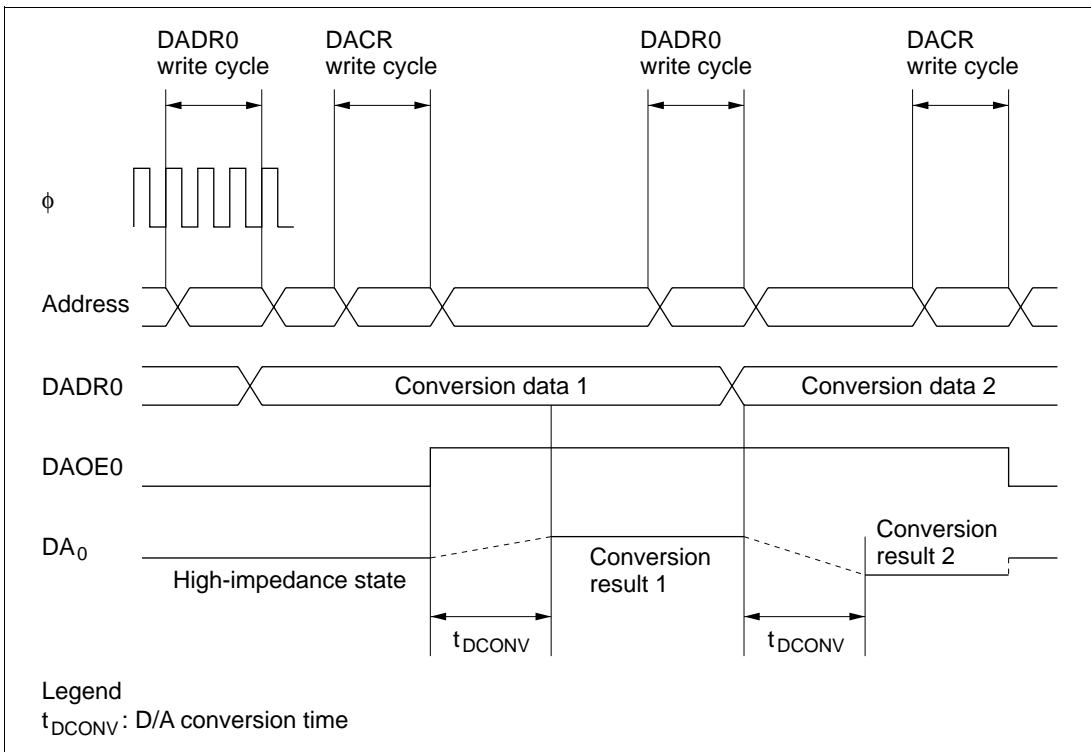 DADR0
write cycle
DACR
write cycle
DADR0
write cycle
DACR
write cycle
ϕ
Address
DADR0
Conversion data 1
Conversion data 2
DAOE0
DA0
High-impedance state
Conversion
result 1
Conversion
result 2
tDCONV
tDCONV
Legend
tDCONV : D/A conversion time